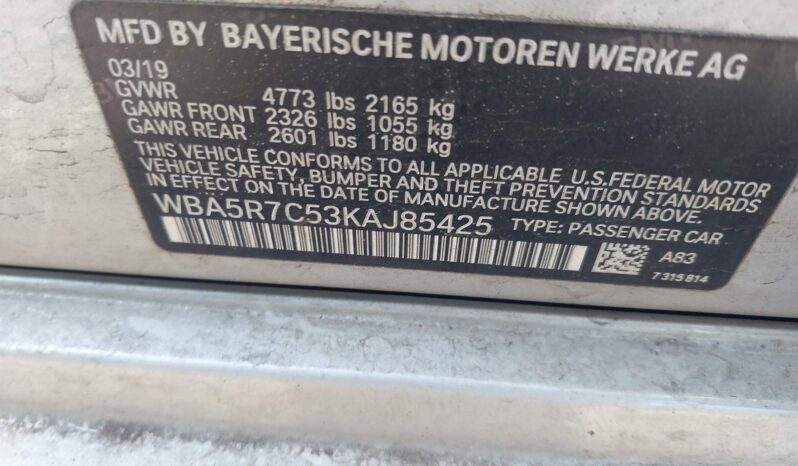 MFD BY BAYERISCHE MOTOREN WERKE AG
03/19
GVWR 4773 lbs 2165 kg
GAWR FRONT 2326 lbs 1055 kg
GAWR REAR 2601 lbs 1180 kg
THIS VEHICLE CONFORMS TO ALL APPLICABLE U.S.FEDERAL MOTOR
VEHICLE SAFETY, BUMPER AND THEFT PREVENTION STANDARDS
IN EFFECT ON THE DATE OF MANUFACTURE SHOWN ABOVE.
WBA5R7C53KAJ85425 TYPE: PASSENGER CAR
A83
7315814